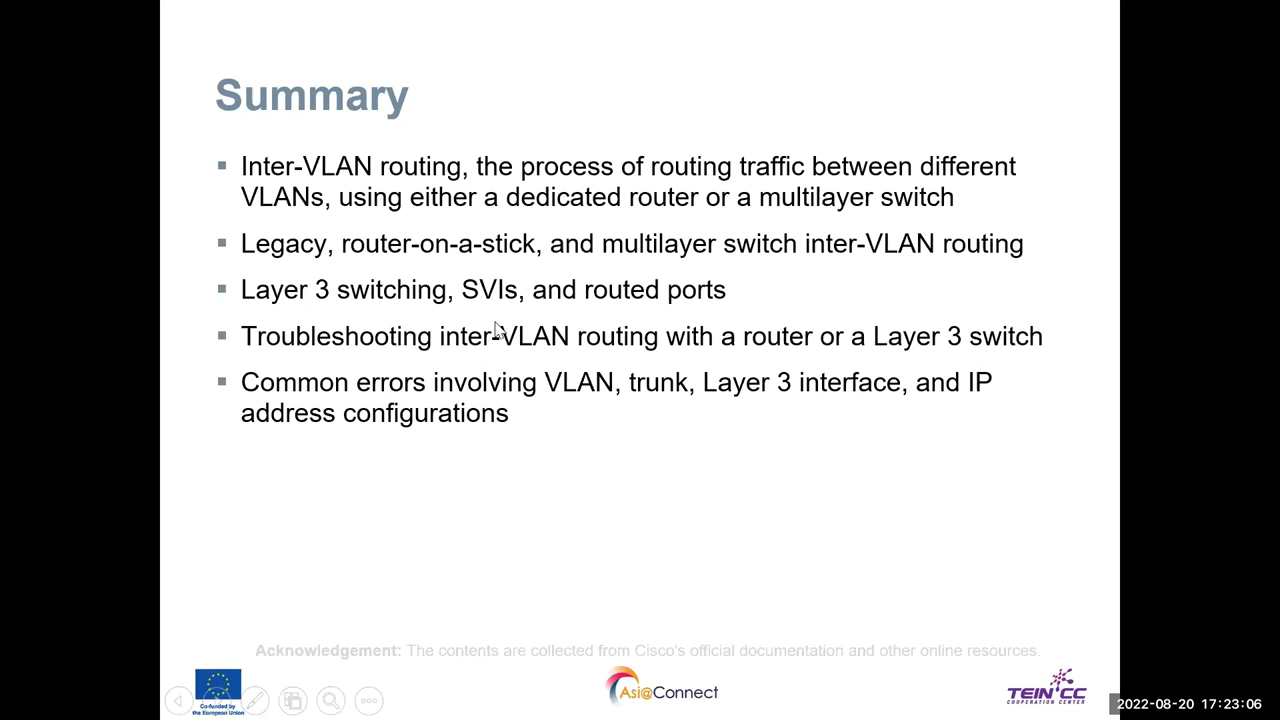 Summary
Inter-VLAN routing, the process of routing traffic between different
VLANs, using either a dedicated router or a multilayer switch
Legacy, router-on-a-stick, and multilayer switch inter-VLAN routing
Layer 3 switching, SVIs, and routed ports
Troubleshooting inter-VLAN routing with a router or a Layer 3 switch
Common errors involving VLAN, trunk, Layer 3 interface, and IP
address configurations
Acknowledgement: The contents are collected from Cisco's official documentation and other online resources.
Co-funded by
the European Union
Asi@Connect
TEIN*CC
COOPERATION CENTER
2022-08-20 17:23:06